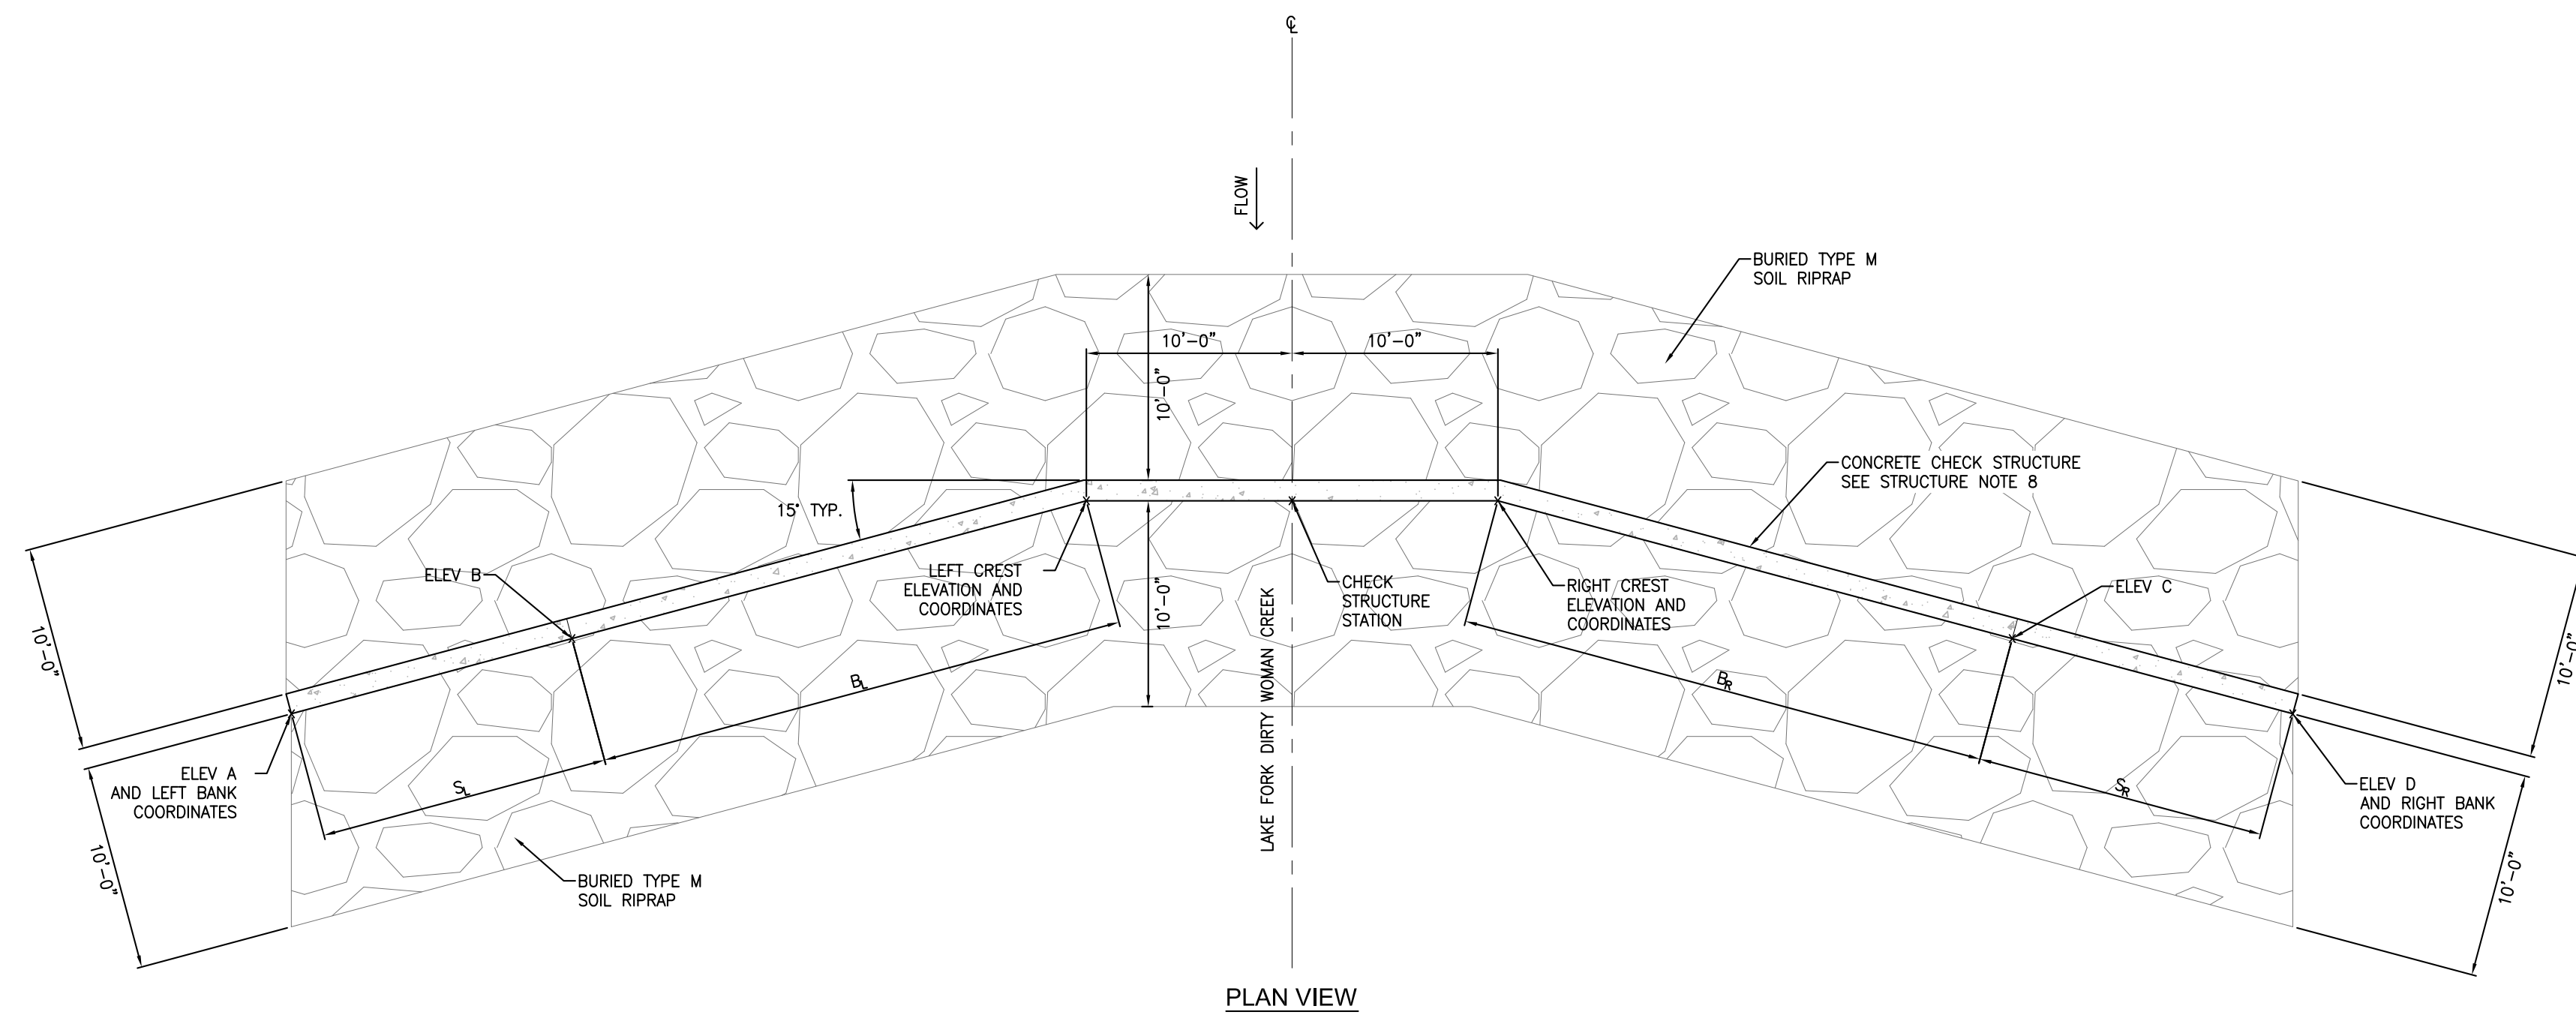 ℄
FLOW
BURIED TYPE M
SOIL RIPRAP
10'-0"
10'-0"
10'-0"
CONCRETE CHECK STRUCTURE
SEE STRUCTURE NOTE 8
15° TYP.
ELEV B
LEFT CREST
ELEVATION AND
COORDINATES
10'-0"
CHECK
STRUCTURE
STATION
RIGHT CREST
ELEVATION AND
COORDINATES
ELEV C
10'-0"
10'-0"
BL
BR
LAKE FORK DIRTY WOMAN CREEK
ELEV A
AND LEFT BANK
COORDINATES
SL
SR
ELEV D
AND RIGHT BANK
COORDINATES
10'-0"
10'-0"
BURIED TYPE M
SOIL RIPRAP
PLAN VIEW